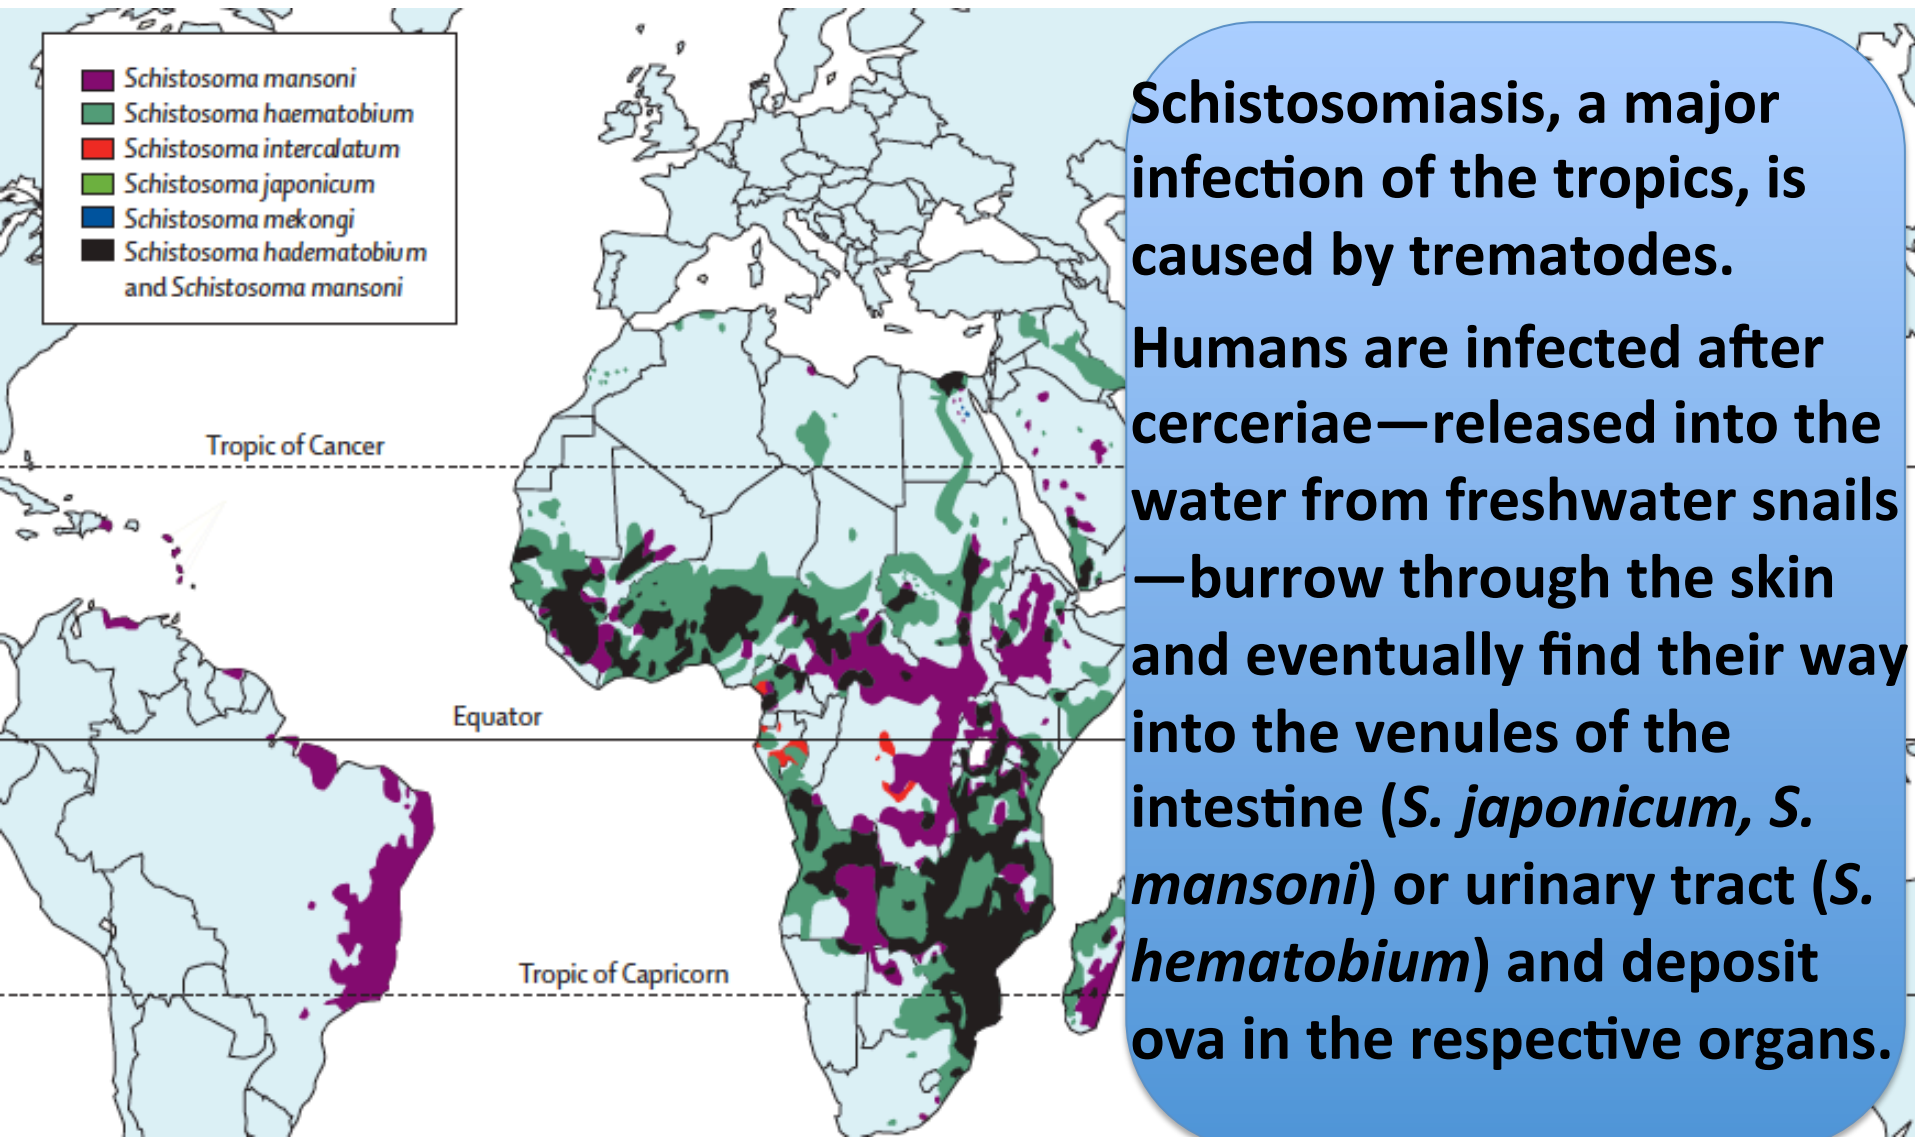 Schistosoma mansoni
Schistosoma haematobium
Schistosoma intercalatum
Schistosoma japonicum
Schistosoma mekongi
Schistosoma hadematobium
and Schistosoma mansoni
Tropic of Cancer
Equator
Tropic of Capricorn
Schistosomiasis, a major
infection of the tropics, is
caused by trematodes.
Humans are infected after
cerceriae—released into the
water from freshwater snails
—burrow through the skin
and eventually find their way
into the venules of the
intestine (S. japonicum, S.
mansoni) or urinary tract (S.
hematobium) and deposit
ova in the respective organs.